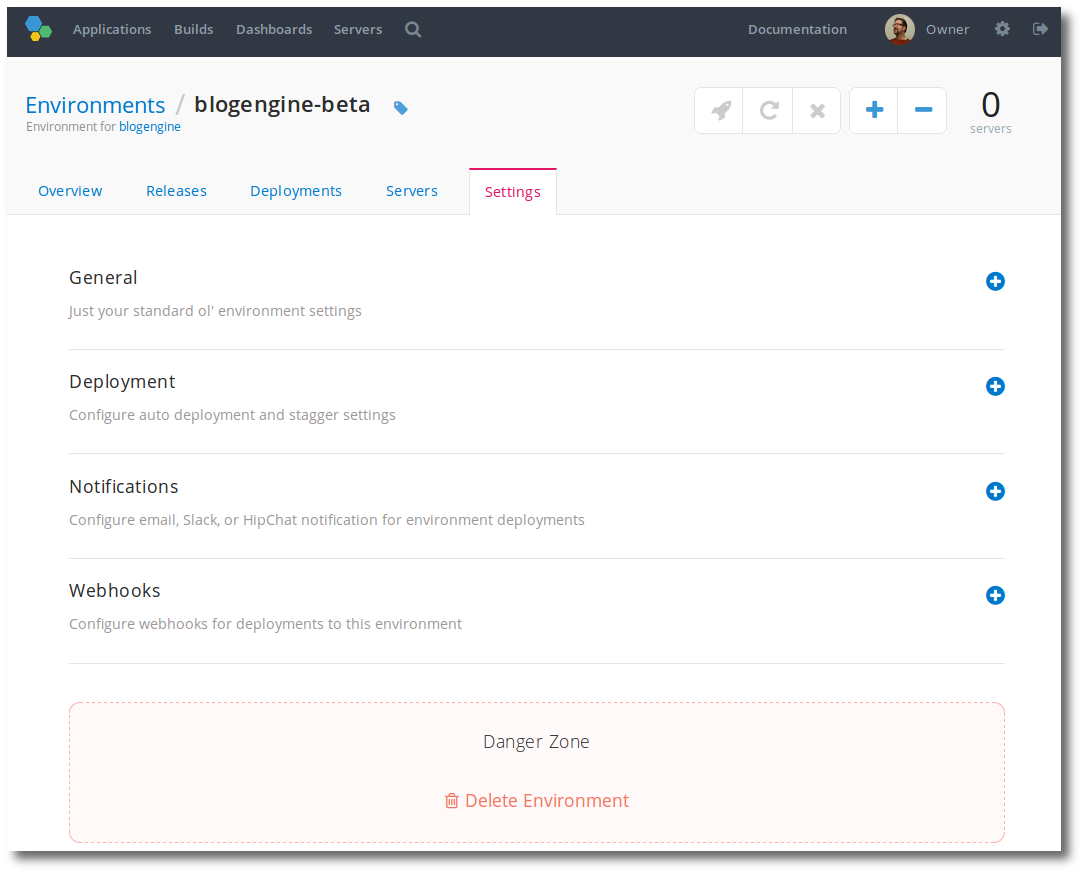 Applications Builds Dashboards Servers Documentation Owner
Environments / blogengine-beta
Environment for blogengine
0
servers
Overview Releases Deployments Servers Settings
General
Just your standard ol' environment settings
Deployment
Configure auto deployment and stagger settings
Notifications
Configure email, Slack, or HipChat notification for environment deployments
Webhooks
Configure webhooks for deployments to this environment
Danger Zone
Delete Environment